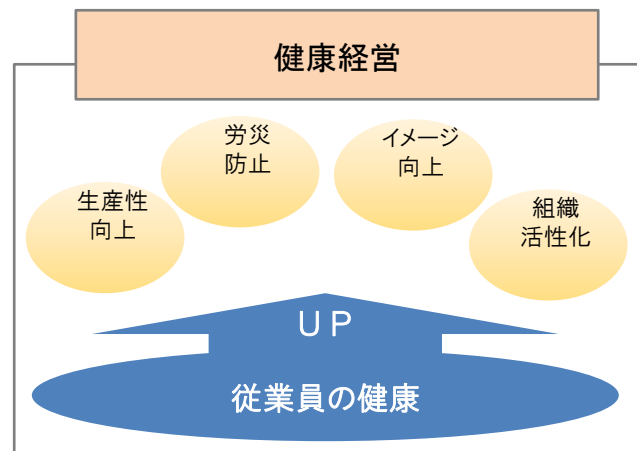 健康経営
労災
防止
イメージ
向上
生産性
向上
組織
活性化
ＵＰ
従業員の健康